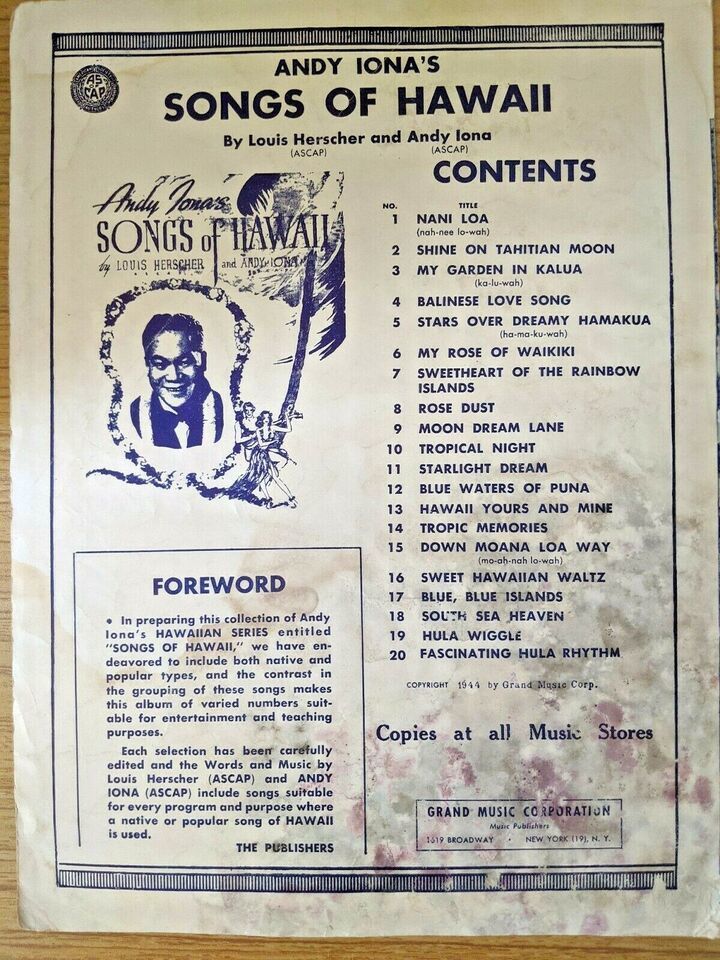 AS
CAP
ANDY IONA'S
SONGS OF HAWAII
By Louis Herscher and Andy Iona
(ASCAP) (ASCAP)
Andy Iona's
SONGS of HAWAII
by LOUIS HERSCHER and ANDY IONA
CONTENTS
NO. TITLE
1 NANI LOA
(nah-nee lo-wah)
2 SHINE ON TAHITIAN MOON
3 MY GARDEN IN KALUA
(ka-lu-wah)
4 BALINESE LOVE SONG
5 STARS OVER DREAMY HAMAKUA
(ha-ma-ku-wah)
6 MY ROSE OF WAIKIKI
7 SWEETHEART OF THE RAINBOW
ISLANDS
8 ROSE DUST
9 MOON DREAM LANE
10 TROPICAL NIGHT
11 STARLIGHT DREAM
12 BLUE WATERS OF PUNA
13 HAWAII YOURS AND MINE
14 TROPIC MEMORIES
15 DOWN MOANA LOA WAY
(mo-ah-nah lo-wah)
16 SWEET HAWAIIAN WALTZ
17 BLUE, BLUE ISLANDS
18 SOUTH SEA HEAVEN
19 HULA WIGGLE
20 FASCINATING HULA RHYTHM
COPYRIGHT 1944 by Grand Music Corp.
Copies at all Music Stores
GRAND MUSIC CORPORATION
Music Publishers
1619 BROADWAY • NEW YORK (19), N. Y.
FOREWORD
• In preparing this collection of Andy
Iona's HAWAIIAN SERIES entitled
"SONGS OF HAWAII," we have en-
deavored to include both native and
popular types, and the contrast in
the grouping of these songs makes
this album of varied numbers suit-
able for entertainment and teaching
purposes.
Each selection has been carefully
edited and the Words and Music by
Louis Herscher (ASCAP) and ANDY
IONA (ASCAP) include songs suitable
for every program and purpose where
a native or popular song of HAWAII
is used.
THE PUBLISHERS